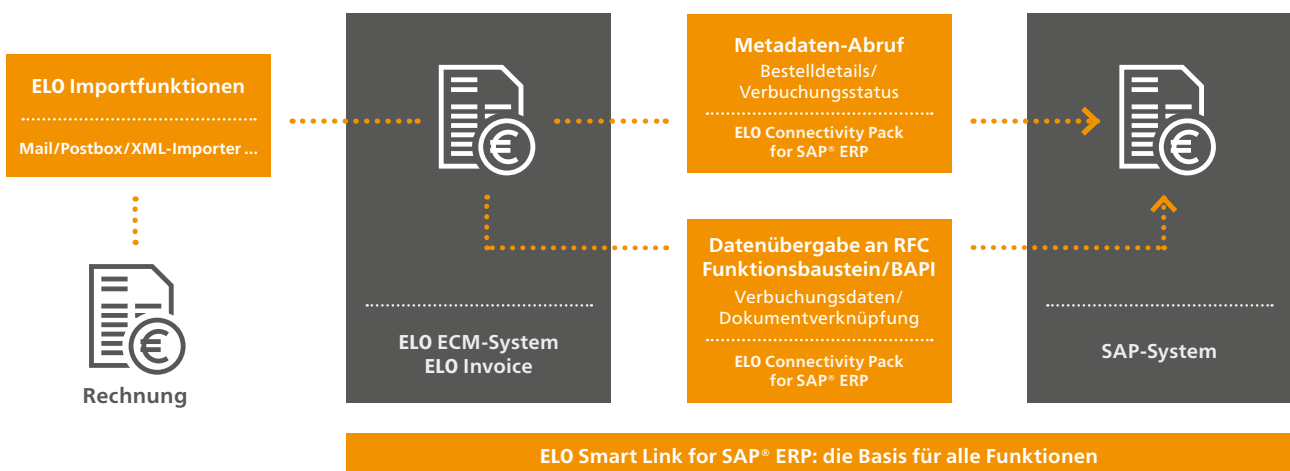 ELO Importfunktionen
Mail/Postbox/XML-Importer ...
Rechnung
ELO ECM-System
ELO Invoice
Metadaten-Abruf
Bestelldetails/
Verbuchungsstatus
ELO Connectivity Pack
for SAP® ERP
Datenübergabe an RFC
Funktionsbaustein/BAPI
Verbuchungsdaten/
Dokumentverknüpfung
ELO Connectivity Pack
for SAP® ERP
SAP-System
ELO Smart Link for SAP® ERP: die Basis für alle Funktionen